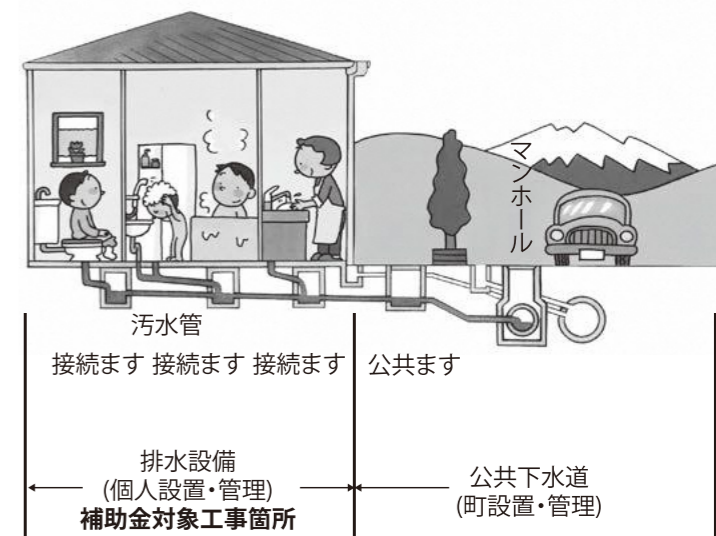 マンホール
汚水管
接続ます 接続ます 接続ます 公共ます
排水設備
(個人設置・管理)
補助金対象工事箇所
公共下水道
(町設置・管理)